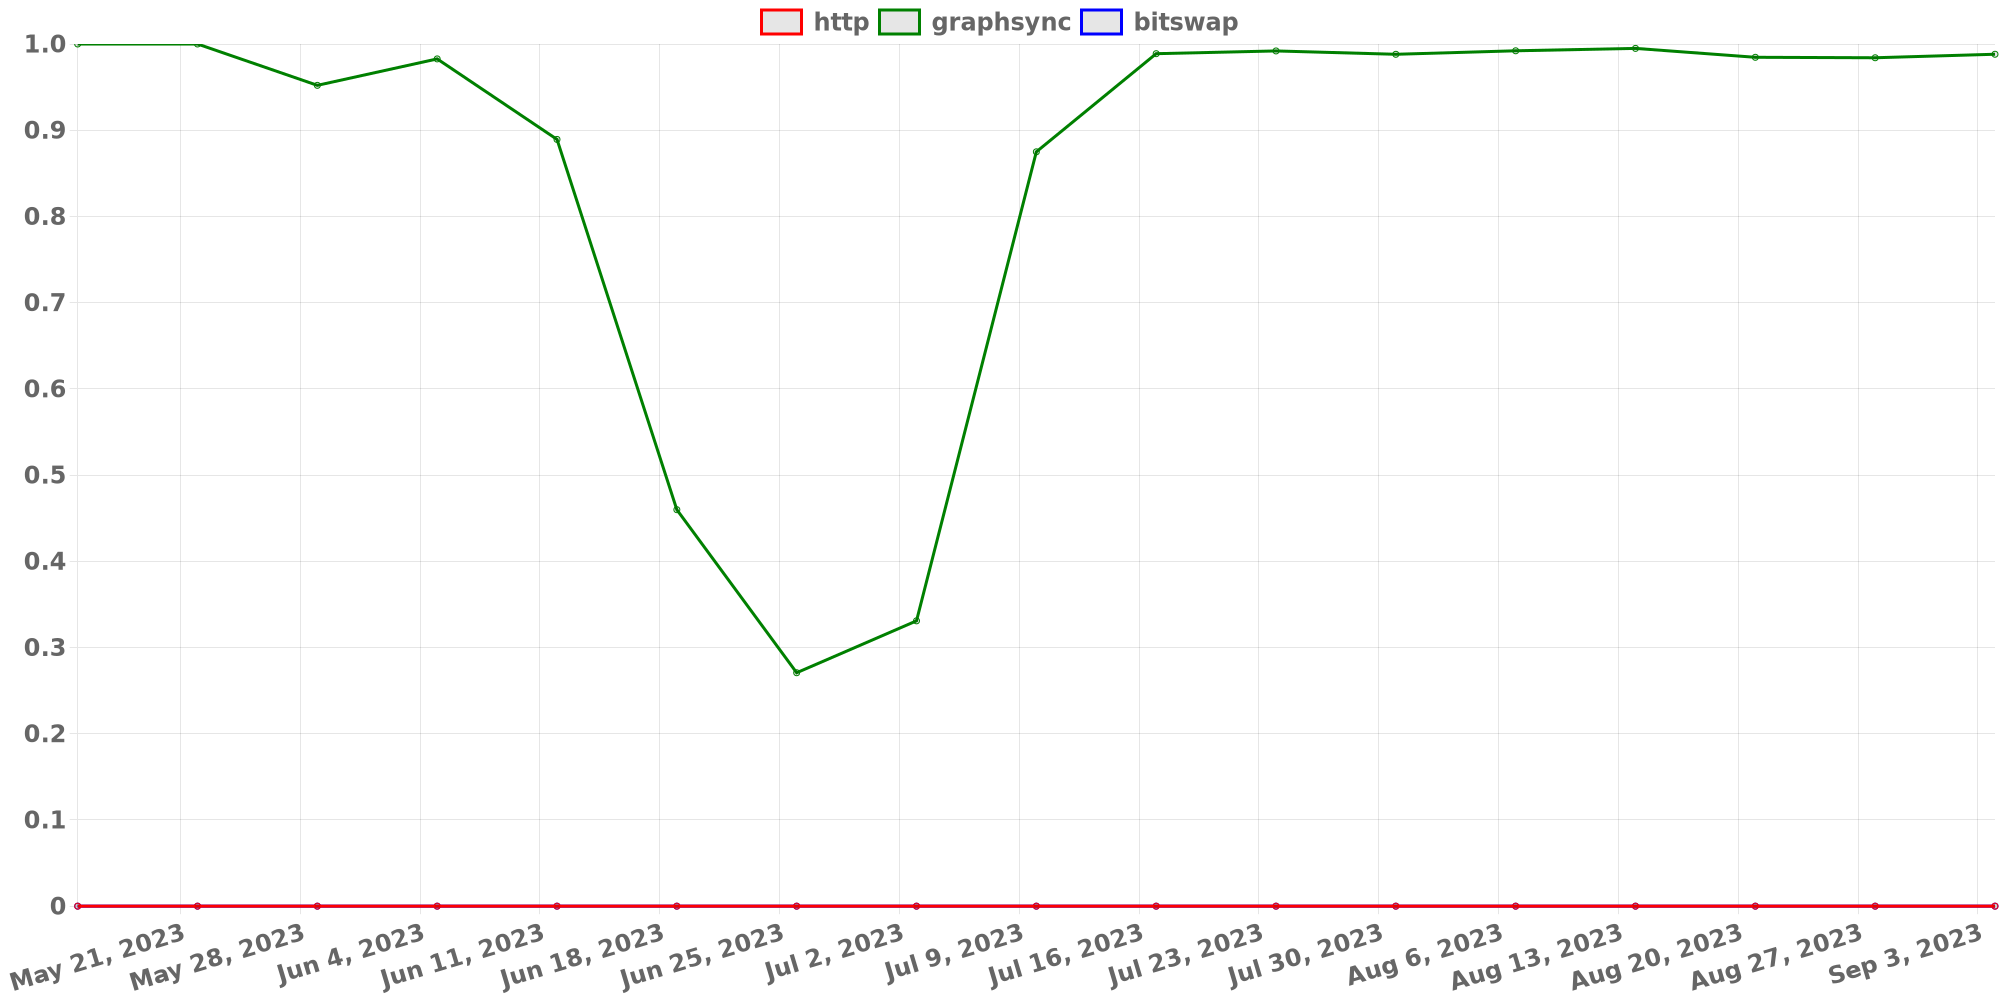 http graphsync bitswap
1.0
0.9
0.8
0.7
0.6
0.5
0.4
0.3
0.2
0.1
0
May 21, 2023
May 28, 2023
Jun 4, 2023
Jun 11, 2023
Jun 18, 2023
Jun 25, 2023
Jul 2, 2023
Jul 9, 2023
Jul 16, 2023
Jul 23, 2023
Jul 30, 2023
Aug 6, 2023
Aug 13, 2023
Aug 20, 2023
Aug 27, 2023
Sep 3, 2023